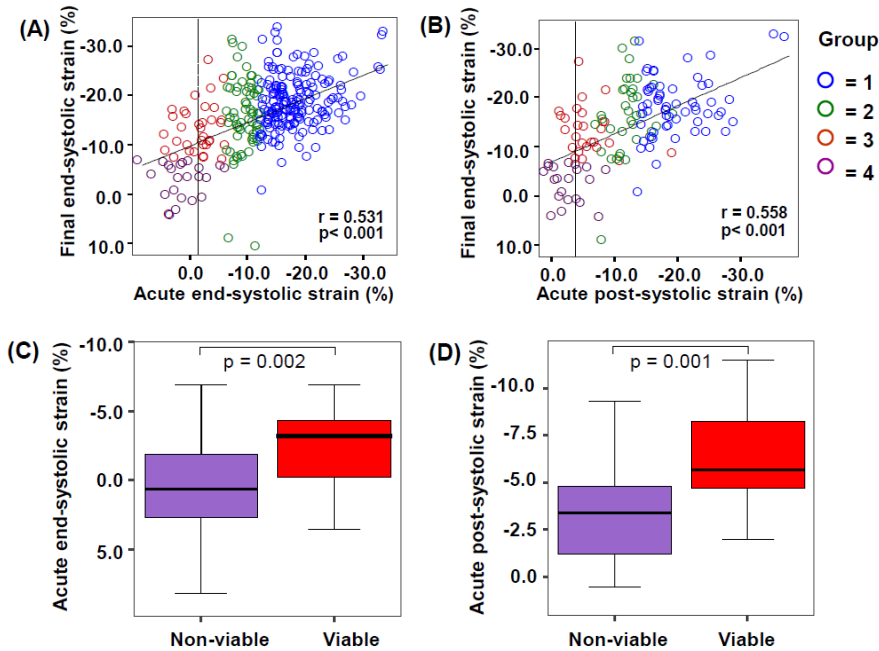 (A)
Final end-systolic strain (%)
-30.0
-20.0
-10.0
0.0
10.0
r = 0.531
p< 0.001
0.0 -10.0 -20.0 -30.0
Acute end-systolic strain (%)
(B)
Final end-systolic strain (%)
-30.0
-20.0
-10.0
0.0
10.0
r = 0.558
p< 0.001
0.0 -10.0 -20.0 -30.0
Acute post-systolic strain (%)
Group
= 1
= 2
= 3
= 4
(C)
Acute end-systolic strain (%)
-10.0
-5.0
0.0
5.0
p = 0.002
Non-viable Viable
(D)
Acute post-systolic strain (%)
-10.0
-7.5
-5.0
-2.5
0.0
p = 0.001
Non-viable Viable